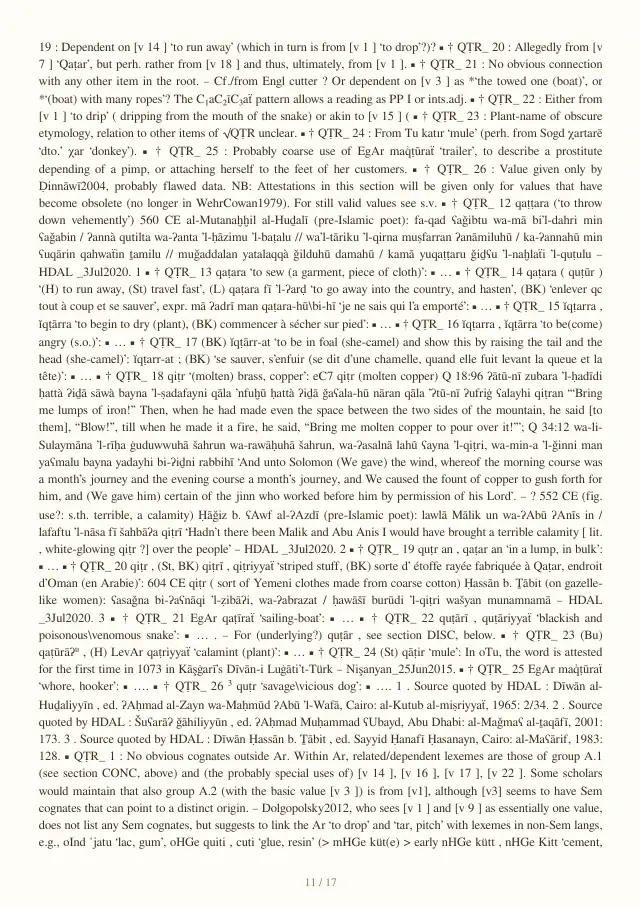 19 : Dependent on [v 14 ] ‘to run away’ (which in turn is from [v 1 ] ‘to drop’?)? ▪ † QṬR_ 20 : Allegedly from [v
7 ] ‘Qaṭar’, but perh. rather from [v 18 ] and thus, ultimately, from [v 1 ]. ▪ † QṬR_ 21 : No obvious connection
with any other item in the root. – Cf./from Engl cutter ? Or dependent on [v 3 ] as *‘the towed one (boat)’, or
*‘(boat) with many ropes’? The C₁aC₂īC₃aẗ pattern allows a reading as PP I or ints.adj. ▪ † QṬR_ 22 : Either from
[v 1 ] ‘to drip’ ( dripping from the mouth of the snake) or akin to [v 15 ] ( ▪ † QṬR_ 23 : Plant-name of obscure
etymology, relation to other items of √QṬR unclear. ▪ † QṬR_ 24 : From Tu katır ‘mule’ (perh. from Sogd χartarē
‘dto.’ χar ‘donkey’). ▪ † QṬR_ 25 : Probably coarse use of EgAr maqṭūraẗ ‘trailer’, to describe a prostitute
depending of a pimp, or attaching herself to the feet of her customers. ▪ † QṬR_ 26 : Value given only by
Ḍinnāwī2004, probably flawed data. NB: Attestations in this section will be given only for values that have
become obsolete (no longer in WehrCowan1979). For still valid values see s.v. ▪ † QṬR_ 12 qaṭṭara (‘to throw
down vehemently’) 560 CE al-Mutanaḫḫil al-Huḏalī (pre-Islamic poet): fa-qad ʕaǧibtu wa-mā bi’l-dahri min
ʕaǧabin / ʔannà qutilta wa-ʔanta ’l-ḥāzimu ’l-baṭalu // wa’l-tāriku ’l-qirna muṣfarran ʔanāmiluhū / ka-ʔannahū min
ʕuqārin qahwaẗin ṯamilu // muǧaddalan yatalaqqà ǧilduhū damahū / kamā yuqaṭṭaru ǧiḏʕu ’l-naḫlaẗi ’l-quṭulu –
HDAL _3Jul2020. 1 ▪ † QṬR_ 13 qaṭara ‘to sew (a garment, piece of cloth)’: ▪ … ▪ † QṬR_ 14 qaṭara ( quṭūr )
‘(H) to run away, (St) travel fast’, (L) qaṭara fī ’l-ʔarḍ ‘to go away into the country, and hasten’, (BK) ‘enlever qc
tout à coup et se sauver’, expr. mā ʔadrī man qaṭara-hū\bi-hī ‘je ne sais qui l’a emporté’: ▪ … ▪ † QṬR_ 15 ĭqṭarra ,
ĭqṭārra ‘to begin to dry (plant), (BK) commencer à sécher sur pied’: ▪ … ▪ † QṬR_ 16 ĭqṭarra , ĭqṭārra ‘to be(come)
angry (s.o.)’: ▪ … ▪ † QṬR_ 17 (BK) ĭqṭārr-at ‘to be in foal (she-camel) and show this by raising the tail and the
head (she-camel)’: ĭqṭarr-at ; (BK) ‘se sauver, s’enfuir (se dit d’une chamelle, quand elle fuit levant la queue et la
tête)’: ▪ … ▪ † QṬR_ 18 qiṭr ‘(molten) brass, copper’: eC7 qiṭr (molten copper) Q 18:96 ʔātū-nī zubara ’l-ḥadīdi
ḥattà ʔiḏā sāwà bayna ’l-ṣadafayni qāla ’nfuḫū ḥattà ʔiḏā ǧaʕala-hū nāran qāla ’ʔtū-nī ʔufriġ ʕalayhi qiṭran ‘“Bring
me lumps of iron!” Then, when he had made even the space between the two sides of the mountain, he said [to
them], “Blow!”, till when he made it a fire, he said, “Bring me molten copper to pour over it!”’; Q 34:12 wa-li-
Sulaymāna ’l-rīḥa ġuduwwuhā šahrun wa-rawāḥuhā šahrun, wa-ʔasalnā lahū ʕayna ’l-qiṭri, wa-min-a ’l-ǧinni man
yaʕmalu bayna yadayhi bi-ʔiḏni rabbihī ‘And unto Solomon (We gave) the wind, whereof the morning course was
a month’s journey and the evening course a month’s journey, and We caused the fount of copper to gush forth for
him, and (We gave him) certain of the jinn who worked before him by permission of his Lord’. – ? 552 CE (fig.
use?: s.th. terrible, a calamity) Ḥāǧiz b. ʕAwf al-ʔAzdī (pre-Islamic poet): lawlā Mālik un wa-ʔAbū ʔAnīs in /
lafaftu ’l-nāsa fī šahbāʔa qiṭrī ‘Hadn’t there been Malik and Abu Anis I would have brought a terrible calamity [ lit.
, white-glowing qiṭr ?] over the people’ – HDAL _3Jul2020. 2 ▪ † QṬR_ 19 quṭr an , qaṭar an ‘in a lump, in bulk’:
▪ … ▪ † QṬR_ 20 qiṭr , (St, BK) qiṭrī , qiṭriyyaẗ ‘striped stuff, (BK) sorte d’ étoffe rayée fabriquée à Qaṭar, endroit
d’Oman (en Arabie)’: 604 CE qiṭr ( sort of Yemeni clothes made from coarse cotton) Ḥassān b. Ṯābit (on gazelle-
like women): ʕasaǧna bi-ʔaʕnāqi ’l-ẓibāʔi, wa-ʔabrazat / ḥawāšī burūdi ’l-qiṭri wašyan munamnamā – HDAL
_3Jul2020. 3 ▪ † QṬR_ 21 EgAr qaṭīraẗ ‘sailing-boat’: ▪ … ▪ † QṬR_ 22 quṭārī , quṭāriyyaẗ ‘blackish and
poisonous\venomous snake’: ▪ … . – For (underlying?) quṭār , see section DISC, below. ▪ † QṬR_ 23 (Bu)
qaṭūrāʔᵘ , (H) LevAr qaṭriyyaẗ ‘calamint (plant)’: ▪ … ▪ † QṬR_ 24 (St) qāṭir ‘mule’: In oTu, the word is attested
for the first time in 1073 in Kāşġarī’s Dīvān-i Luġāti’t-Türk – Nişanyan_25Jun2015. ▪ † QṬR_ 25 EgAr maqṭūraẗ
‘whore, hooker’: ▪ …. ▪ † QṬR_ 26 ³ quṭr ‘savage\vicious dog’: ▪ …. 1 . Source quoted by HDAL : Dīwān al-
Huḏaliyyīn , ed. ʔAḥmad al-Zayn wa-Maḥmūd ʔAbū ’l-Wafā, Cairo: al-Kutub al-miṣriyyaẗ, 1965: 2/34. 2 . Source
quoted by HDAL : Šuʕarāʔ ǧāhiliyyūn , ed. ʔAḥmad Muḥammad ʕUbayd, Abu Dhabi: al-Maǧmaʕ al-ṯaqāfī, 2001:
173. 3 . Source quoted by HDAL : Dīwān Ḥassān b. Ṯābit , ed. Sayyid Ḥanafī Ḥasanayn, Cairo: al-Maʕārif, 1983:
128. ▪ QṬR_ 1 : No obvious cognates outside Ar. Within Ar, related/dependent lexemes are those of group A.1
(see section CONC, above) and (the probably special uses of) [v 14 ], [v 16 ], [v 17 ], [v 22 ]. Some scholars
would maintain that also group A.2 (with the basic value [v 3 ]) is from [v1], although [v3] seems to have Sem
cognates that can point to a distinct origin. – Dolgopolsky2012, who sees [v 1 ] and [v 9 ] as essentially one value,
does not list any Sem cognates, but suggests to link the Ar ‘to drop’ and ‘tar, pitch’ with lexemes in non-Sem langs,
e.g., oInd ˈjatu ‘lac, gum’, oHGe quiti , cuti ‘glue, resin’ (> mHGe küt(e) > early nHGe kütt , nHGe Kitt ‘cement,
11 / 17